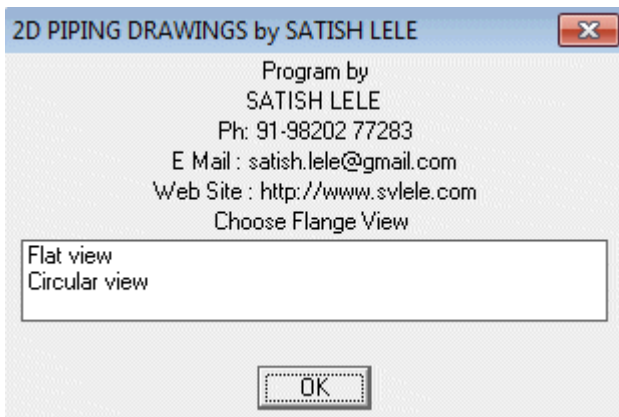 2D PIPING DRAWINGS by SATISH LELE
Program by
SATISH LELE
Ph: 91-98202 77283
E Mail : satish.lele@gmail.com
Web Site : http://www.svlele.com
Choose Flange View
Flat view
Circular view
OK